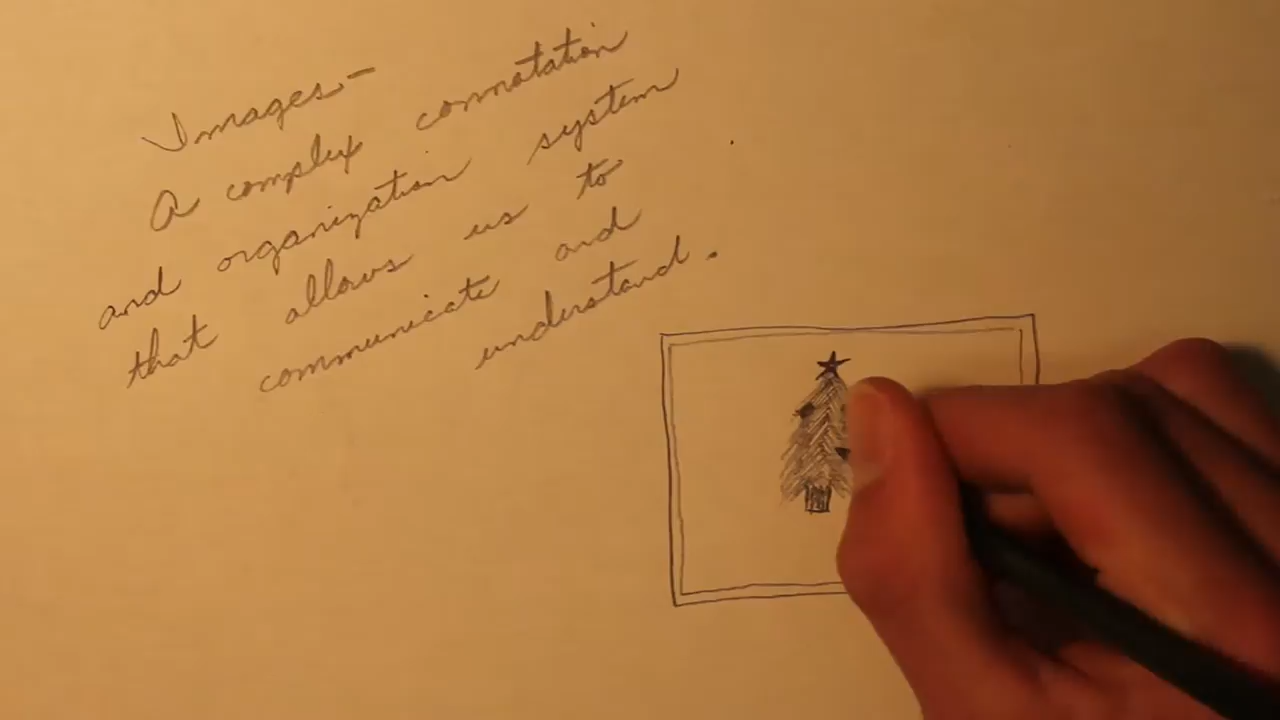 Images-
A complex connotation
and organization system
that allows us to
communicate and
understand.